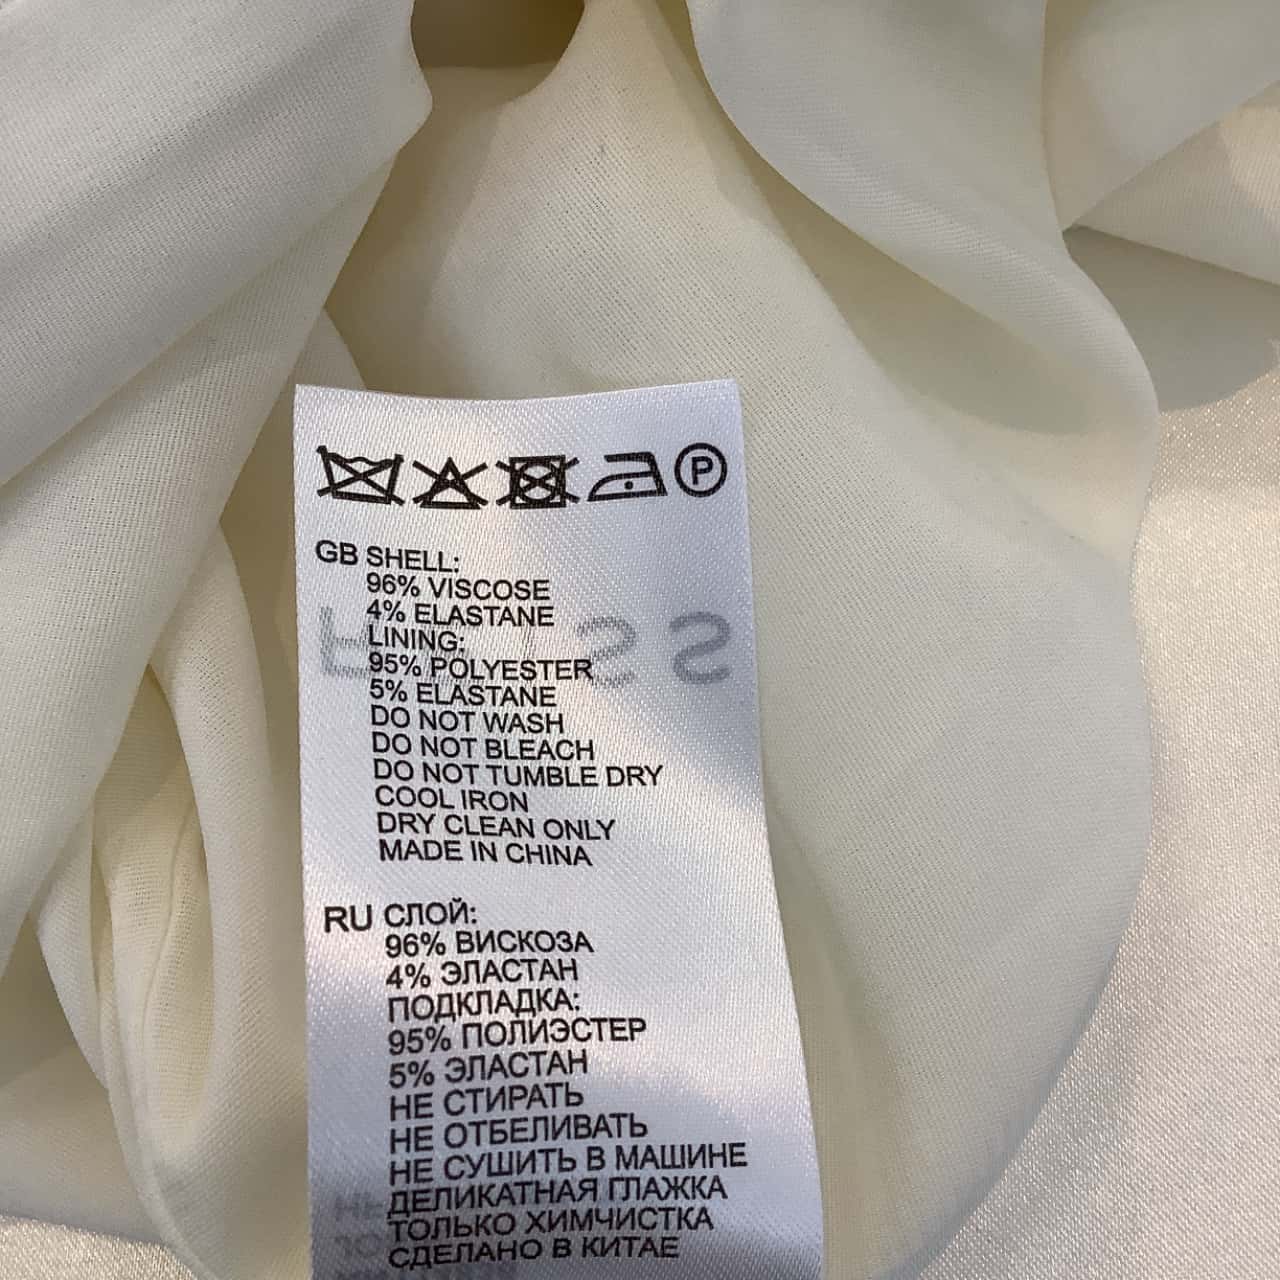 P
GB SHELL:
96% VISCOSE
4% ELASTANE
LINING:
95% POLYESTER
5% ELASTANE
DO NOT WASH
DO NOT BLEACH
DO NOT TUMBLE DRY
COOL IRON
DRY CLEAN ONLY
MADE IN CHINA
RU СЛОЙ:
96% ВИСКОЗА
4% ЭЛАСТАН
ПОДКЛАДКА:
95% ПОЛИЭСТЕР
5% ЭЛАСТАН
НЕ СТИРАТЬ
НЕ ОТБЕЛИВАТЬ
НЕ СУШИТЬ В МАШИНЕ
ДЕЛИКАТНАЯ ГЛАЖКА
ТОЛЬКО ХИМЧИСТКА
СДЕЛАНО В КИТАЕ